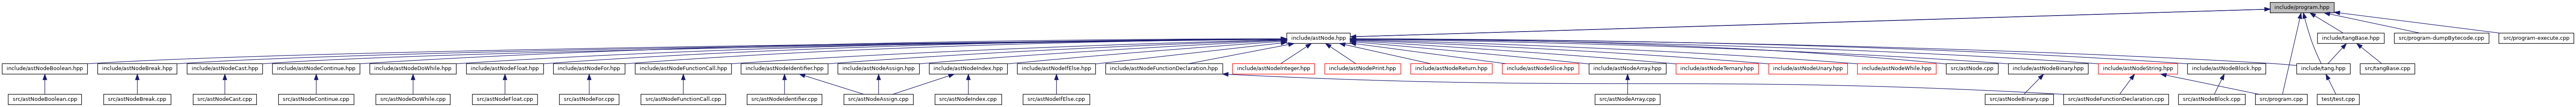 include/program.hpp
include/astNode.hpp
include/tangBase.hpp
src/program-dumpBytecode.cpp
src/program-execute.cpp
include/astNodeBoolean.hpp
include/astNodeBreak.hpp
include/astNodeCast.hpp
include/astNodeContinue.hpp
include/astNodeDoWhile.hpp
include/astNodeFloat.hpp
include/astNodeFor.hpp
include/astNodeFunctionCall.hpp
include/astNodeIdentifier.hpp
include/astNodeAssign.hpp
include/astNodeIndex.hpp
include/astNodeIfElse.hpp
include/astNodeFunctionDeclaration.hpp
include/astNodeInteger.hpp
include/astNodePrint.hpp
include/astNodeReturn.hpp
include/astNodeSlice.hpp
include/astNodeArray.hpp
include/astNodeTernary.hpp
include/astNodeUnary.hpp
include/astNodeWhile.hpp
src/astNode.cpp
include/astNodeBinary.hpp
include/astNodeString.hpp
include/astNodeBlock.hpp
include/tang.hpp
src/tangBase.cpp
src/astNodeBoolean.cpp
src/astNodeBreak.cpp
src/astNodeCast.cpp
src/astNodeContinue.cpp
src/astNodeDoWhile.cpp
src/astNodeFloat.cpp
src/astNodeFor.cpp
src/astNodeFunctionCall.cpp
src/astNodeIdentifier.cpp
src/astNodeAssign.cpp
src/astNodeIndex.cpp
src/astNodeIfElse.cpp
src/astNodeArray.cpp
src/astNodeBinary.cpp
src/astNodeFunctionDeclaration.cpp
src/astNodeBlock.cpp
src/program.cpp
test/test.cpp